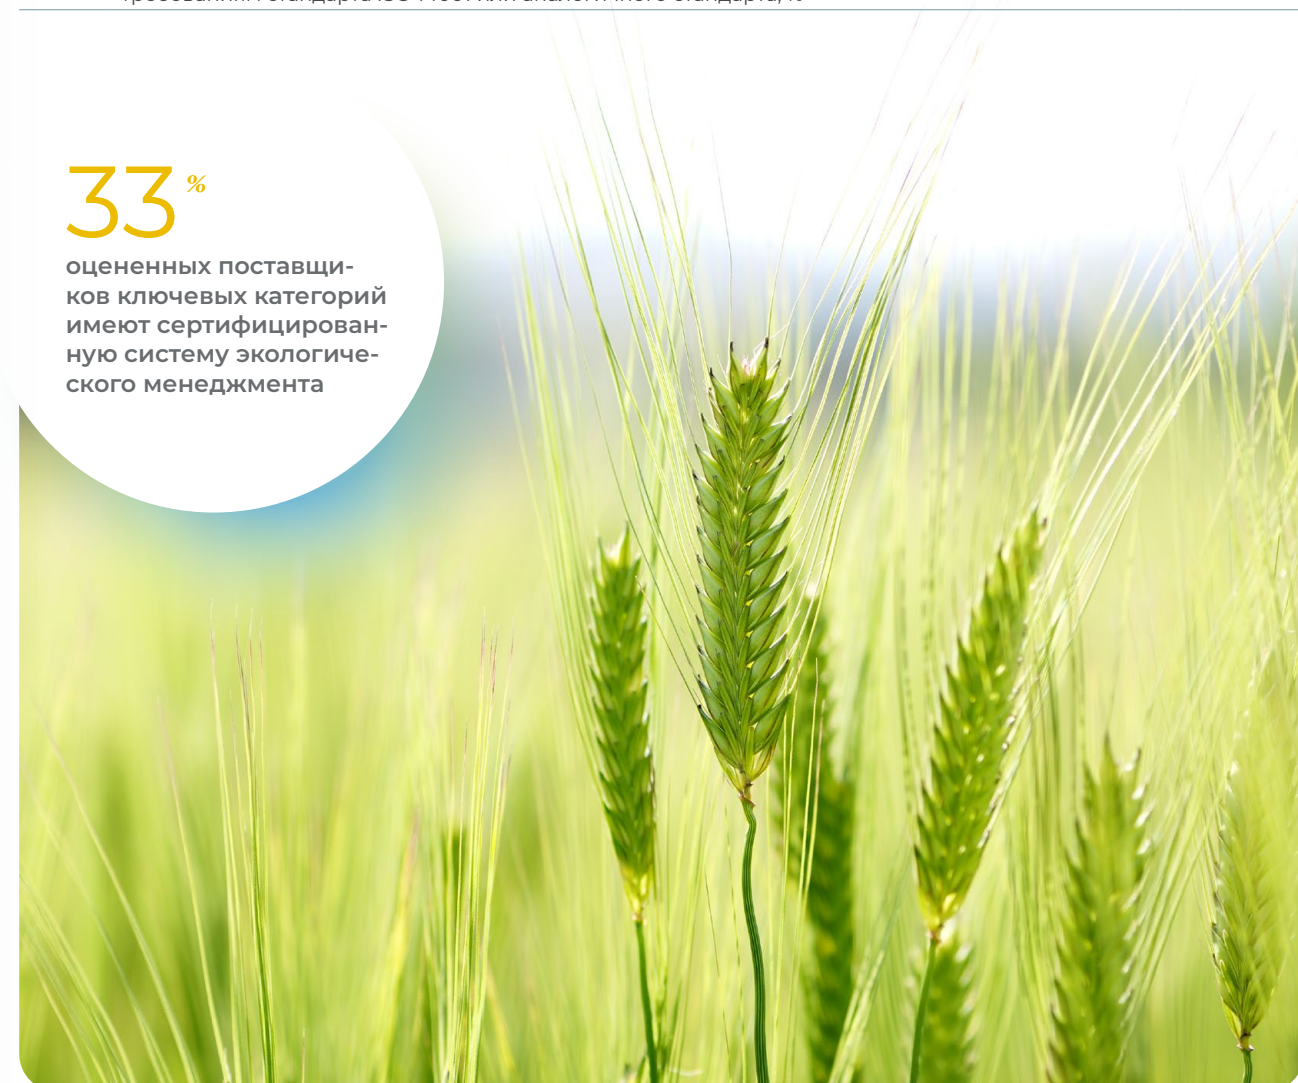 33 %
оцененных поставщи-
ков ключевых категорий
имеют сертифицирован-
ную систему экологиче-
ского менеджмента